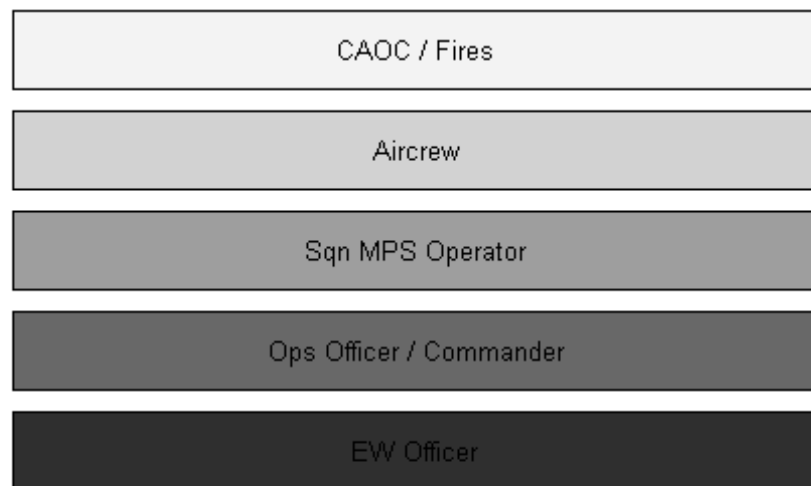 CAOC / Fires
Aircrew
Sqn MPS Operator
Ops Officer / Commander
EW Officer